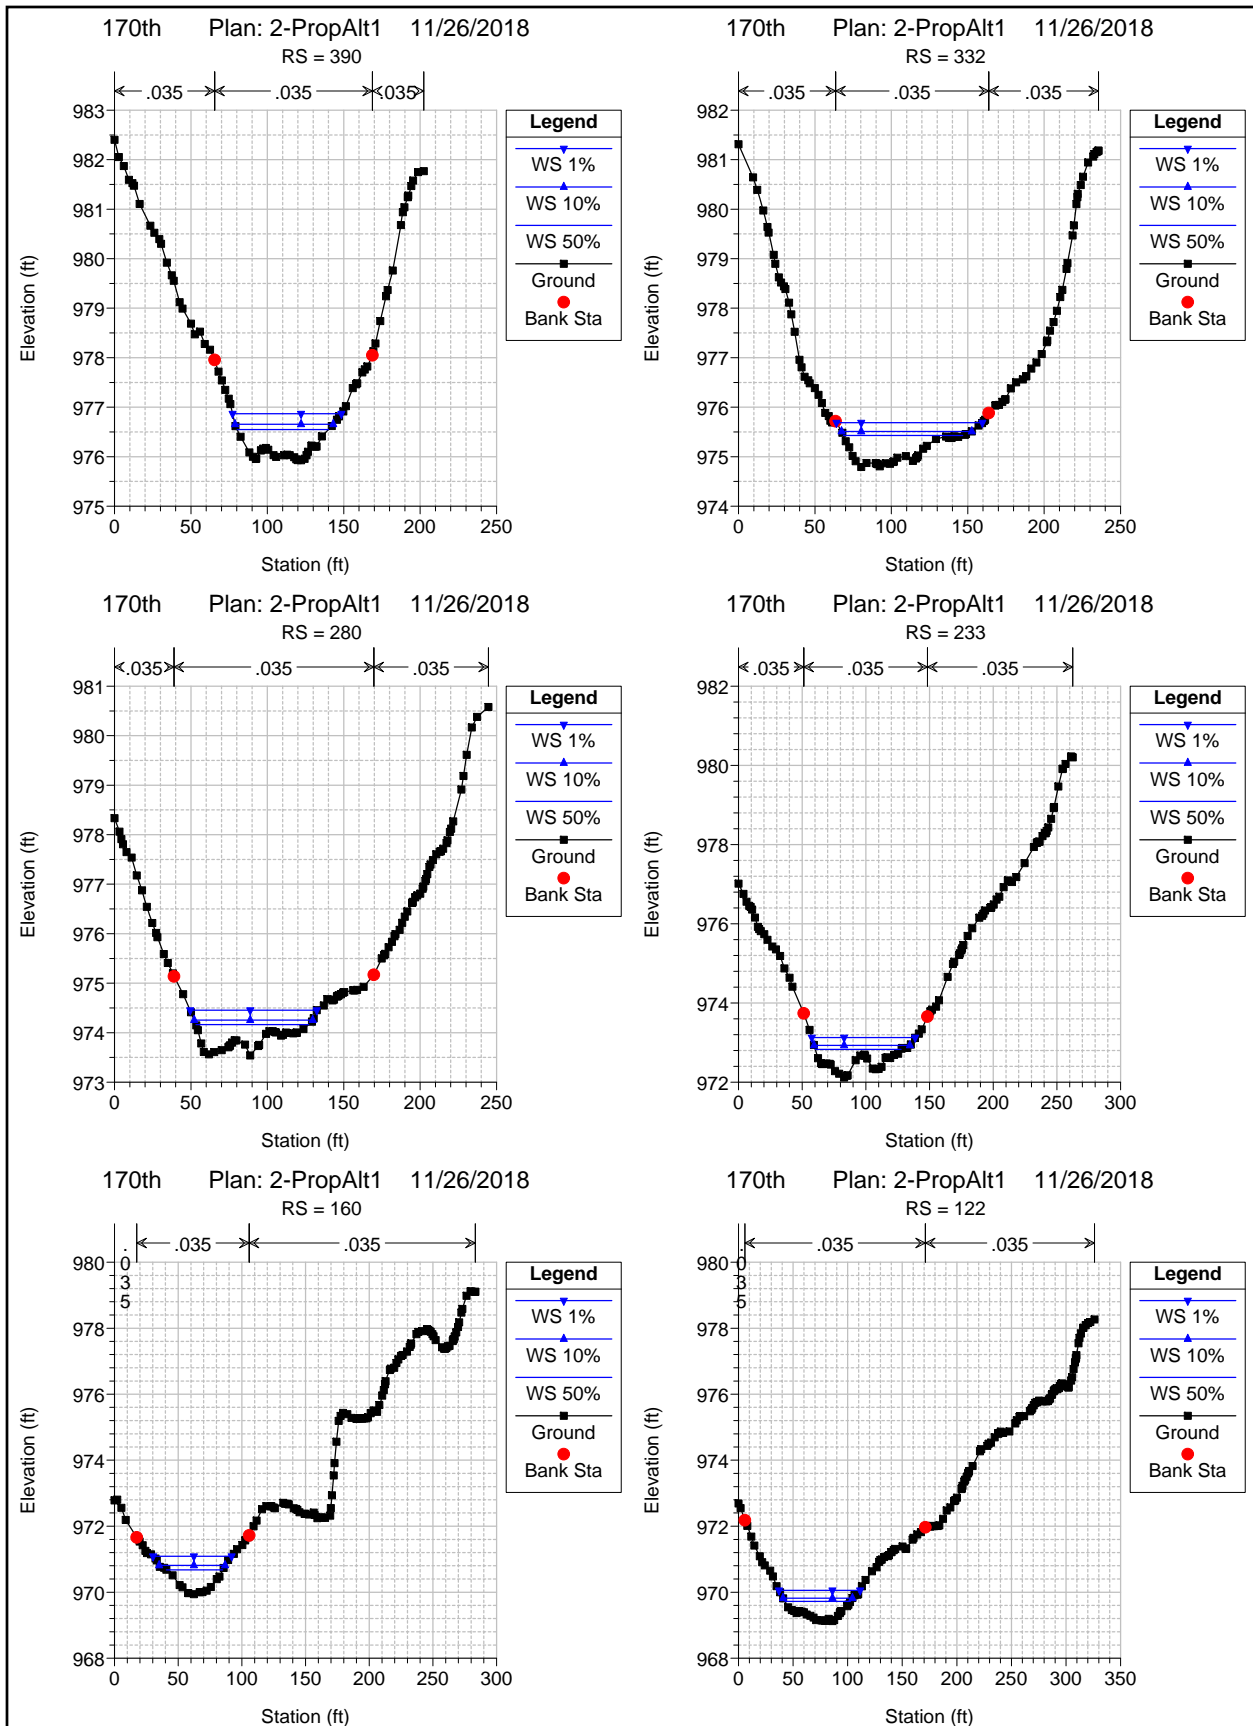 170th Plan: 2-PropAlt1 11/26/2018
RS = 390
.035 .035 .035
Elevation (ft)
983
982
981
980
979
978
977
976
975
0 50 100 150 200 250
Station (ft)
Legend
WS 1%
WS 10%
WS 50%
Ground
Bank Sta
170th Plan: 2-PropAlt1 11/26/2018
RS = 332
.035 .035 .035
Elevation (ft)
982
981
980
979
978
977
976
975
974
0 50 100 150 200 250
Station (ft)
Legend
WS 1%
WS 10%
WS 50%
Ground
Bank Sta
170th Plan: 2-PropAlt1 11/26/2018
RS = 280
.035 .035 .035
Elevation (ft)
981
980
979
978
977
976
975
974
973
0 50 100 150 200 250
Station (ft)
Legend
WS 1%
WS 10%
WS 50%
Ground
Bank Sta
170th Plan: 2-PropAlt1 11/26/2018
RS = 233
.035 .035 .035
Elevation (ft)
982
980
978
976
974
972
0 50 100 150 200 250 300
Station (ft)
Legend
WS 1%
WS 10%
WS 50%
Ground
Bank Sta
170th Plan: 2-PropAlt1 11/26/2018
RS = 160
.035 .035 .035
Elevation (ft)
980
978
976
974
972
970
968
0 50 100 150 200 250 300
Station (ft)
Legend
WS 1%
WS 10%
WS 50%
Ground
Bank Sta
170th Plan: 2-PropAlt1 11/26/2018
RS = 122
.035 .035 .035
Elevation (ft)
980
978
976
974
972
970
968
0 50 100 150 200 250 300 350
Station (ft)
Legend
WS 1%
WS 10%
WS 50%
Ground
Bank Sta